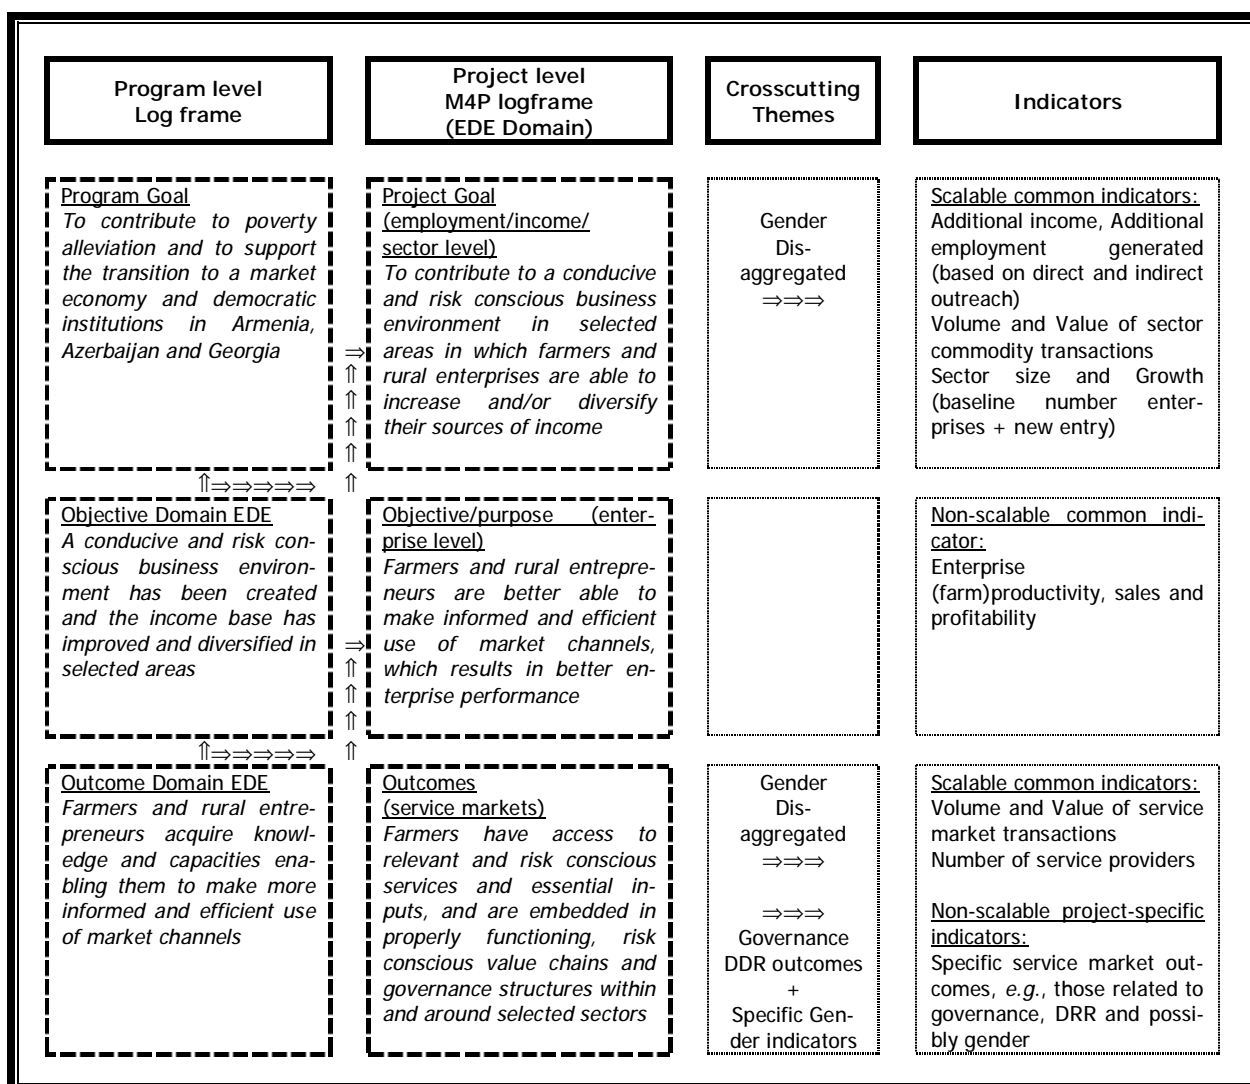 Program level
Log frame
Project level
M4P logframe
(EDE Domain)
Crosscutting
Themes
Indicators
Program Goal
To contribute to poverty
alleviation and to support
the transition to a market
economy and democratic
institutions in Armenia,
Azerbaijan and Georgia
⇒
⇑
⇑
⇑
⇑
Project Goal
(employment/income/
sector level)
To contribute to a conducive
and risk conscious business
environment in selected
areas in which farmers and
rural enterprises are able to
increase and/or diversify
their sources of income
Gender
Dis-
aggregated
⇒⇒⇒
Scalable common indicators:
Additional income, Additional
employment generated
(based on direct and indirect
outreach)
Volume and Value of sector
commodity transactions
Sector size and Growth
(baseline number enter-
prises + new entry)
⇑⇒⇒⇒⇒⇒ ⇑
Objective Domain EDE
A conducive and risk con-
scious business environ-
ment has been created
and the income base has
improved and diversified in
selected areas
⇒
⇑
⇑
⇑
Objective/purpose (enter-
prise level)
Farmers and rural entrepre-
neurs are better able to
make informed and efficient
use of market channels,
which results in better en-
terprise performance
Non-scalable common indi-
cator:
Enterprise
(farm)productivity, sales and
profitability
⇑⇒⇒⇒⇒⇒ ⇑
Outcome Domain EDE
Farmers and rural entre-
preneurs acquire knowl-
edge and capacities ena-
bling them to make more
informed and efficient use
of market channels
Outcomes
(service markets)
Farmers have access to
relevant and risk conscious
services and essential in-
puts, and are embedded in
properly functioning, risk
conscious value chains and
governance structures within
and around selected sectors
Gender
Dis-
aggregated
⇒⇒⇒
⇒⇒⇒
Governance
DDR outcomes
+
Specific Gen-
der indicators
Scalable common indicators:
Volume and Value of service
market transactions
Number of service providers
Non-scalable project-specific
indicators:
Specific service market out-
comes, e.g., those related to
governance, DRR and possi-
bly gender